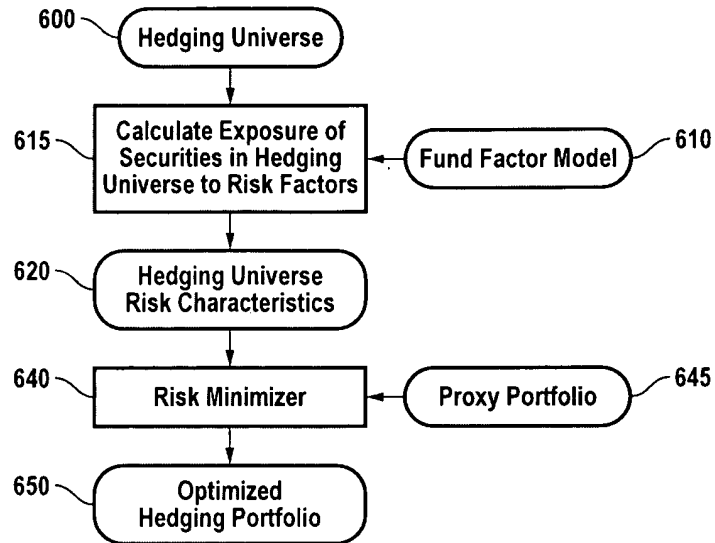 600
Hedging Universe
615
Calculate Exposure of
Securities in Hedging
Universe to Risk Factors
Fund Factor Model
610
620
Hedging Universe
Risk Characteristics
640
Risk Minimizer
Proxy Portfolio
645
650
Optimized
Hedging Portfolio